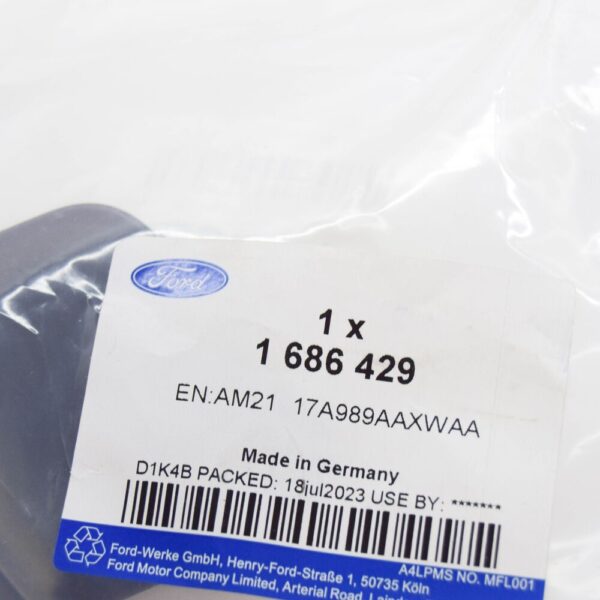 Ford
1 x
1 686 429
EN:AM21 17A989AAXWAA
Made in Germany
D1K4B PACKED: 18jul2023 USE BY: *******
A4LPMS NO. MFL001
Ford-Werke GmbH, Henry-Ford-Straße 1, 50735 Köln
Ford Motor Company Limited, Arterial Road,